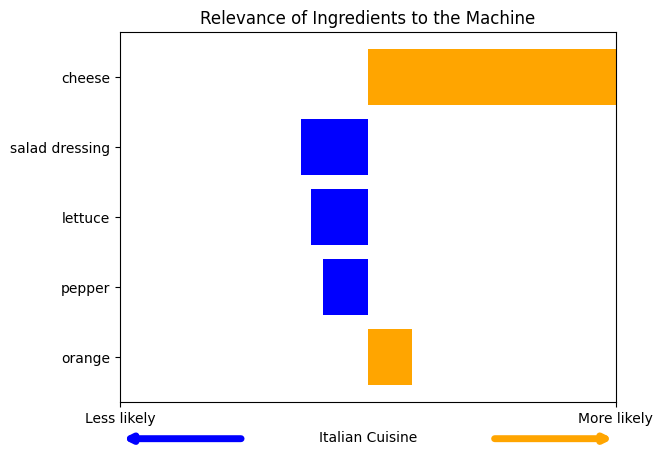 Relevance of Ingredients to the Machine
cheese
salad dressing
lettuce
pepper
orange
Less likely
More likely
Italian Cuisine